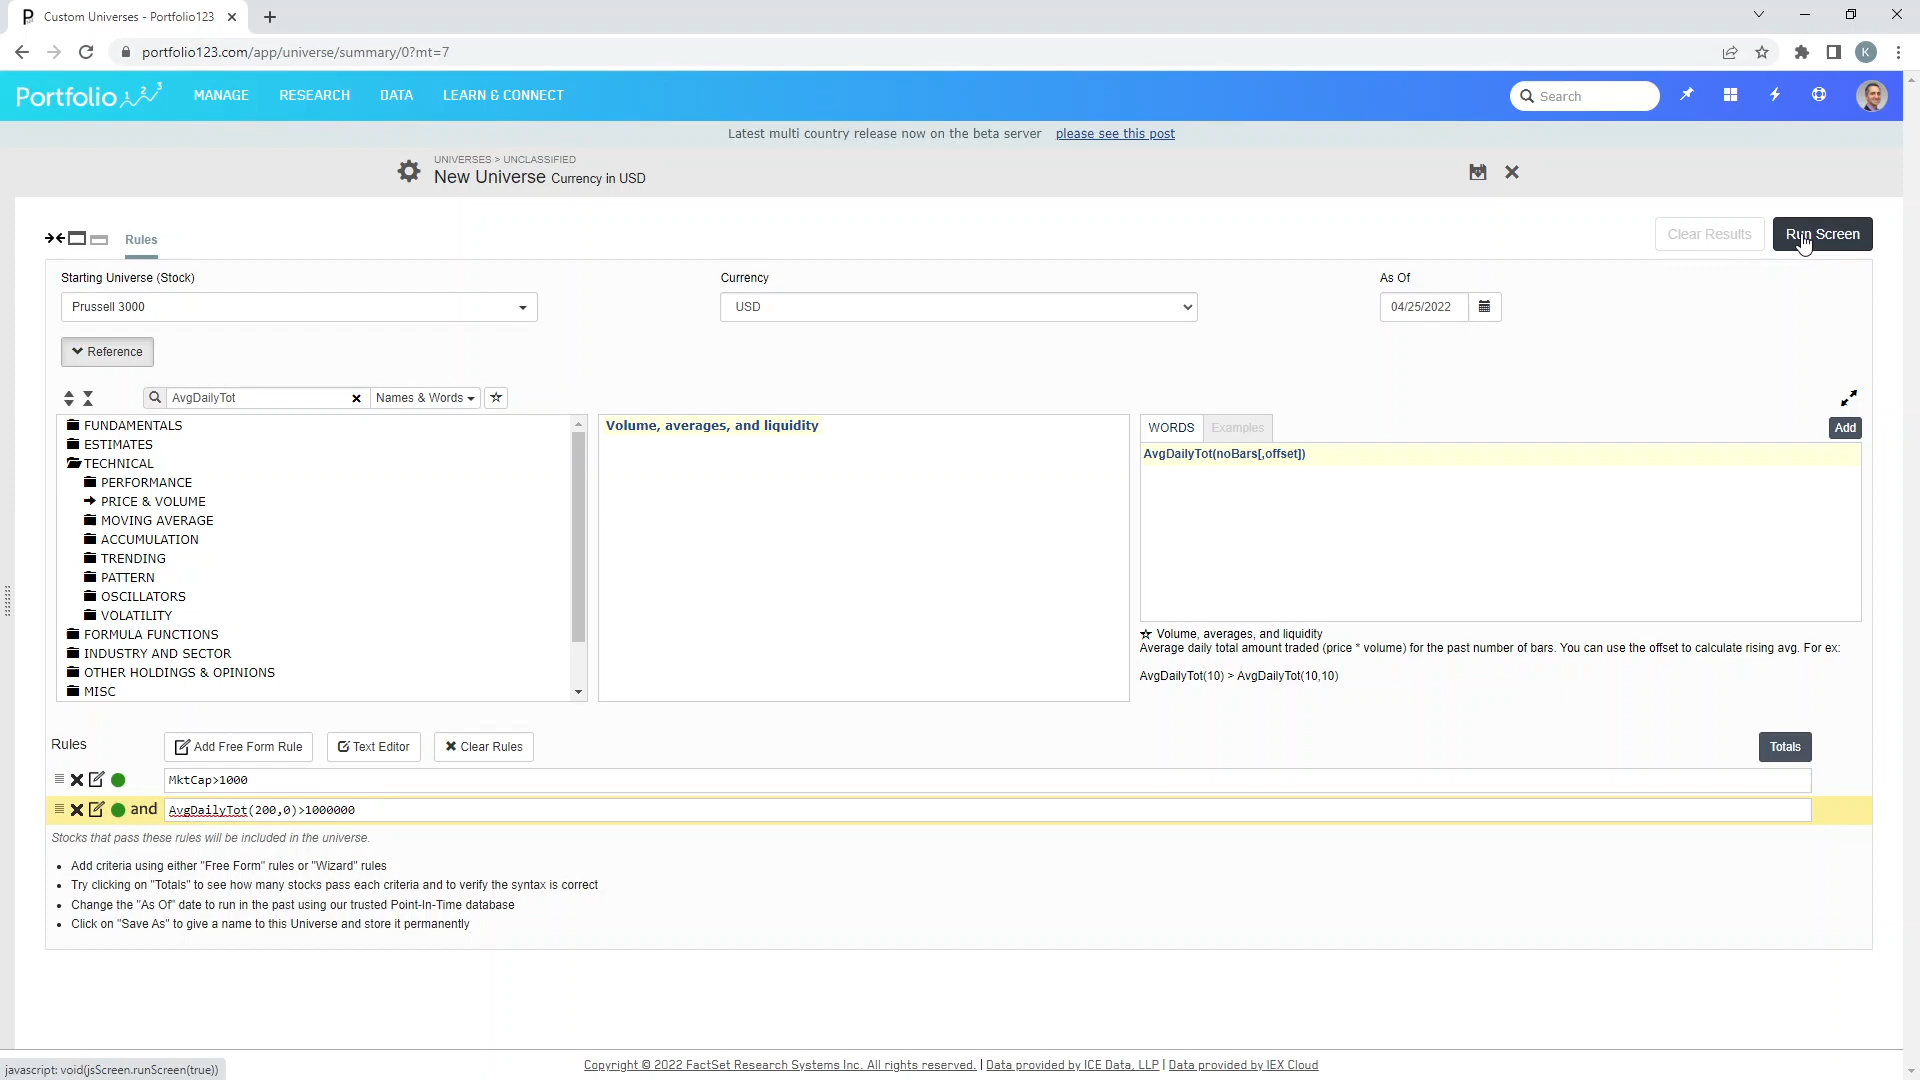 Custom Universes - Portfolio123
portfolio123.com/app/universe/summary/0?mt=7
K
Portfolio 1 2 3
MANAGE
RESEARCH
DATA
LEARN & CONNECT
Search
Latest multi country release now on the beta server please see this post
UNIVERSES > UNCLASSIFIED
New Universe Currency in USD
Rules
Clear Results
Run Screen
Starting Universe (Stock)
Currency
As Of
Prussell 3000
USD
04/25/2022
Reference
AvgDailyTot
Names & Words
FUNDAMENTALS
ESTIMATES
TECHNICAL
PERFORMANCE
PRICE & VOLUME
MOVING AVERAGE
ACCUMULATION
TRENDING
PATTERN
OSCILLATORS
VOLATILITY
FORMULA FUNCTIONS
INDUSTRY AND SECTOR
OTHER HOLDINGS & OPINIONS
MISC
Volume, averages, and liquidity
WORDS
Examples
Add
AvgDailyTot(noBars[,offset])
Volume, averages, and liquidity
Average daily total amount traded (price * volume) for the past number of bars. You can use the offset to calculate rising avg. For ex:
AvgDailyTot(10) > AvgDailyTot(10,10)
Rules
Add Free Form Rule
Text Editor
Clear Rules
Totals
MktCap>1000
and AvgDailyTot(200,0)>1000000
Stocks that pass these rules will be included in the universe.
• Add criteria using either "Free Form" rules or "Wizard" rules
• Try clicking on "Totals" to see how many stocks pass each criteria and to verify the syntax is correct
• Change the "As Of" date to run in the past using our trusted Point-In-Time database
• Click on "Save As" to give a name to this Universe and store it permanently
Copyright © 2022 FactSet Research Systems Inc. All rights reserved. | Data provided by ICE Data, LLP | Data provided by IEX Cloud
javascript: void(jsScreen.runScreen(true))